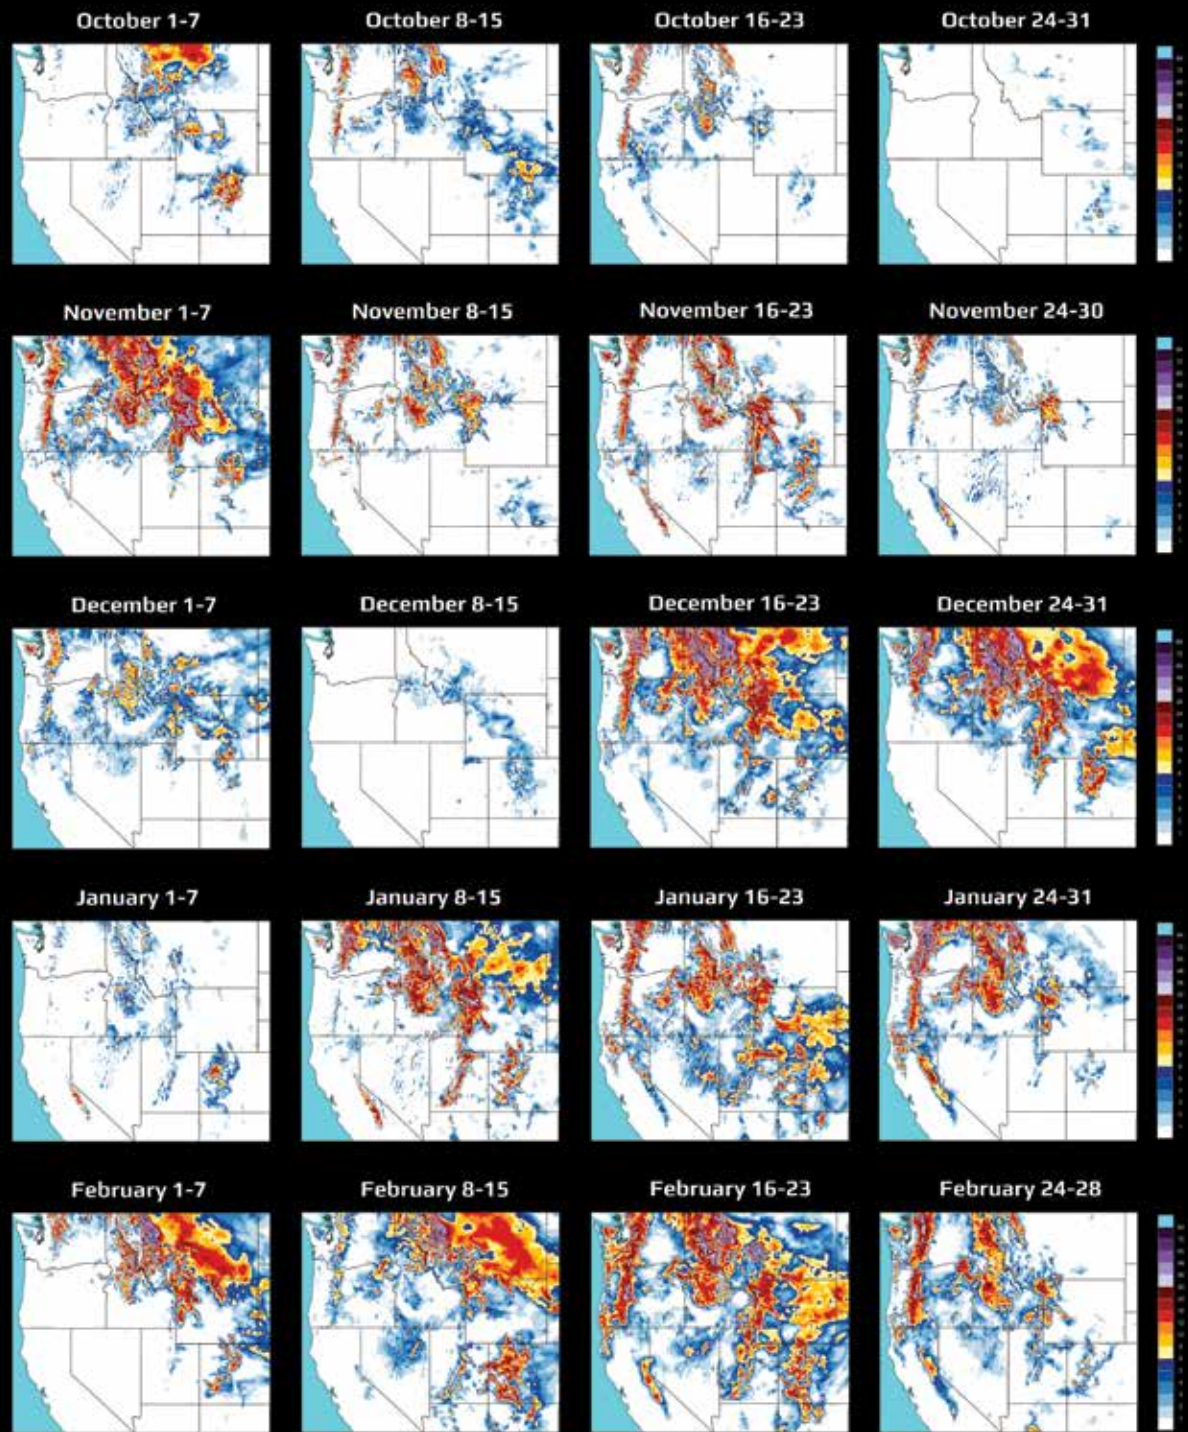 October 1-7
October 8-15
October 16-23
October 24-31
November 1-7
November 8-15
November 16-23
November 24-30
December 1-7
December 8-15
December 16-23
December 24-31
January 1-7
January 8-15
January 16-23
January 24-31
February 1-7
February 8-15
February 16-23
February 24-28